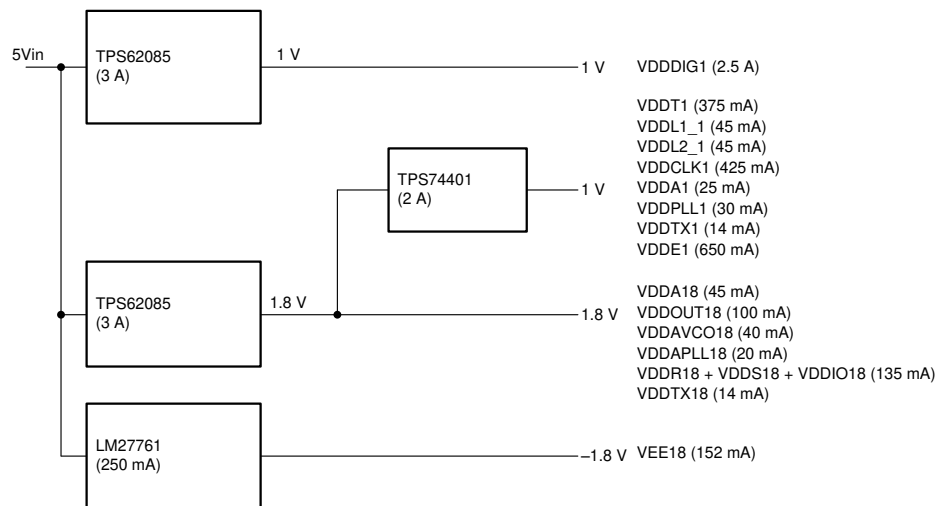 5Vin
TPS62085
(3 A)
1 V
1 V
VDDDIG1 (2.5 A)
VDDT1 (375 mA)
VDDL1_1 (45 mA)
VDDL2_1 (45 mA)
VDDCLK1 (425 mA)
VDDA1 (25 mA)
VDDPLL1 (30 mA)
VDDTX1 (14 mA)
VDDE1 (650 mA)
TPS74401
(2 A)
1 V
TPS62085
(3 A)
1.8 V
1.8 V
VDDA18 (45 mA)
VDDOUT18 (100 mA)
VDDAVCO18 (40 mA)
VDDAPLL18 (20 mA)
VDDR18 + VDDS18 + VDDIO18 (135 mA)
VDDTX18 (14 mA)
LM27761
(250 mA)
–1.8 V
VEE18 (152 mA)